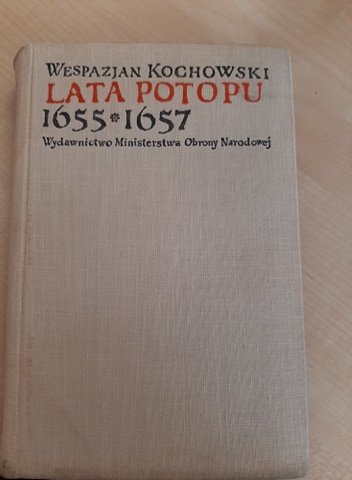 WESPAZJAN KOCHOWSKI
LATA POTOPU
1655*1657
Wydawnictwo Ministerstwa Obrony Narodowej